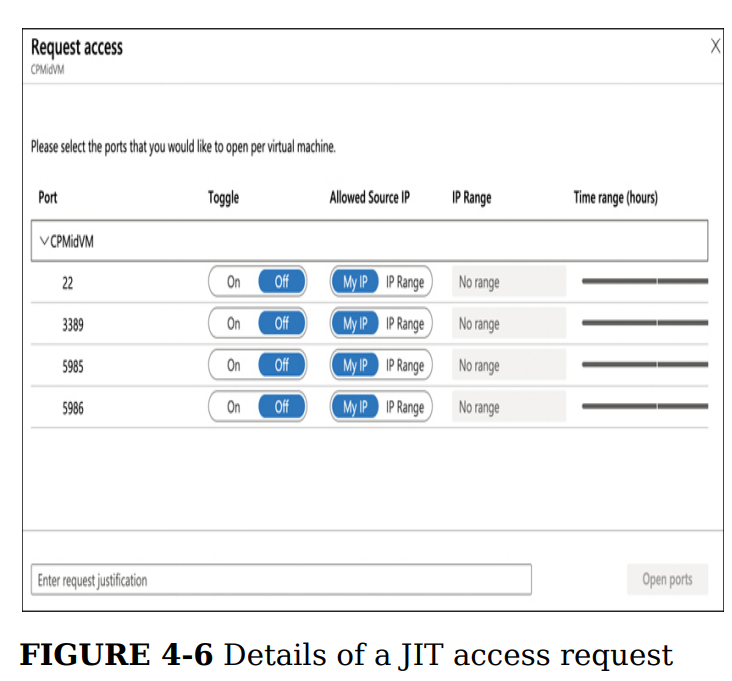 Request access
X
CPMidVM
Please select the ports that you would like to open per virtual machine.
Port Toggle Allowed Source IP IP Range Time range (hours)
CPMidVM
22 On Off My IP IP Range No range
3389 On Off My IP IP Range No range
5985 On Off My IP IP Range No range
5986 On Off My IP IP Range No range
Enter request justification Open ports
FIGURE 4-6 Details of a JIT access request